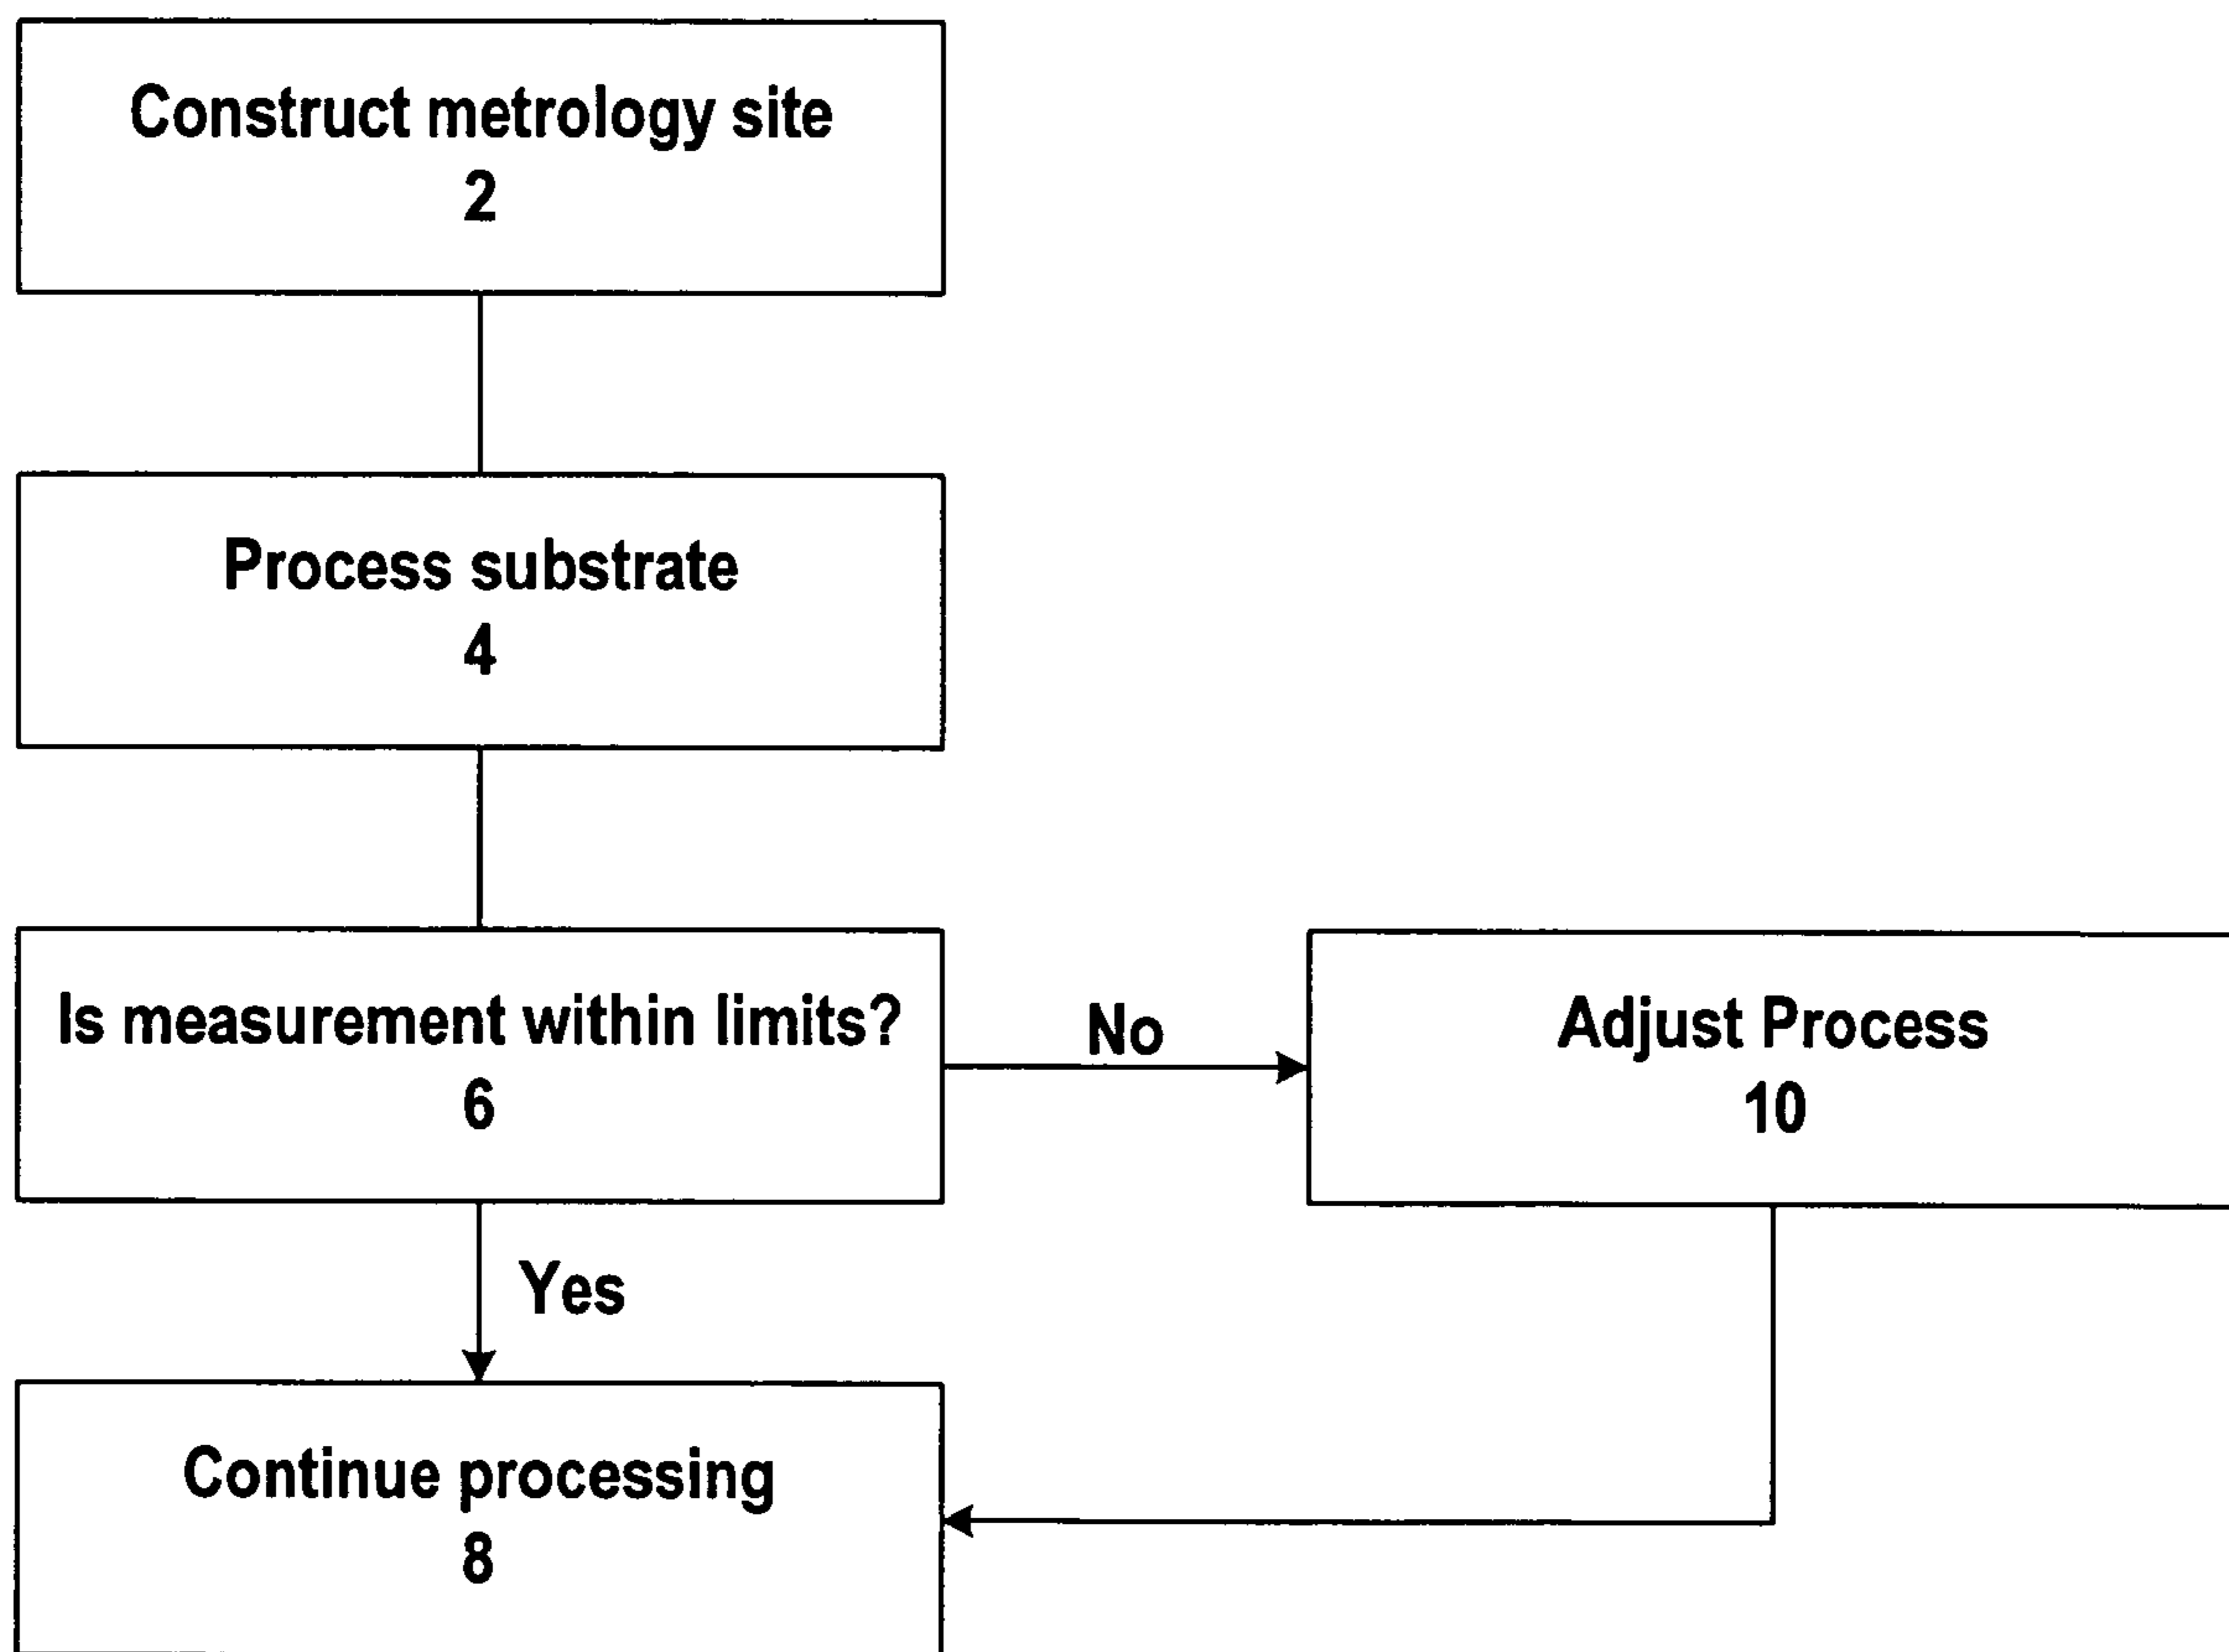 Construct metrology site
2
Process substrate
4
Is measurement within limits?
6
No
Adjust Process
10
Yes
Continue processing
8